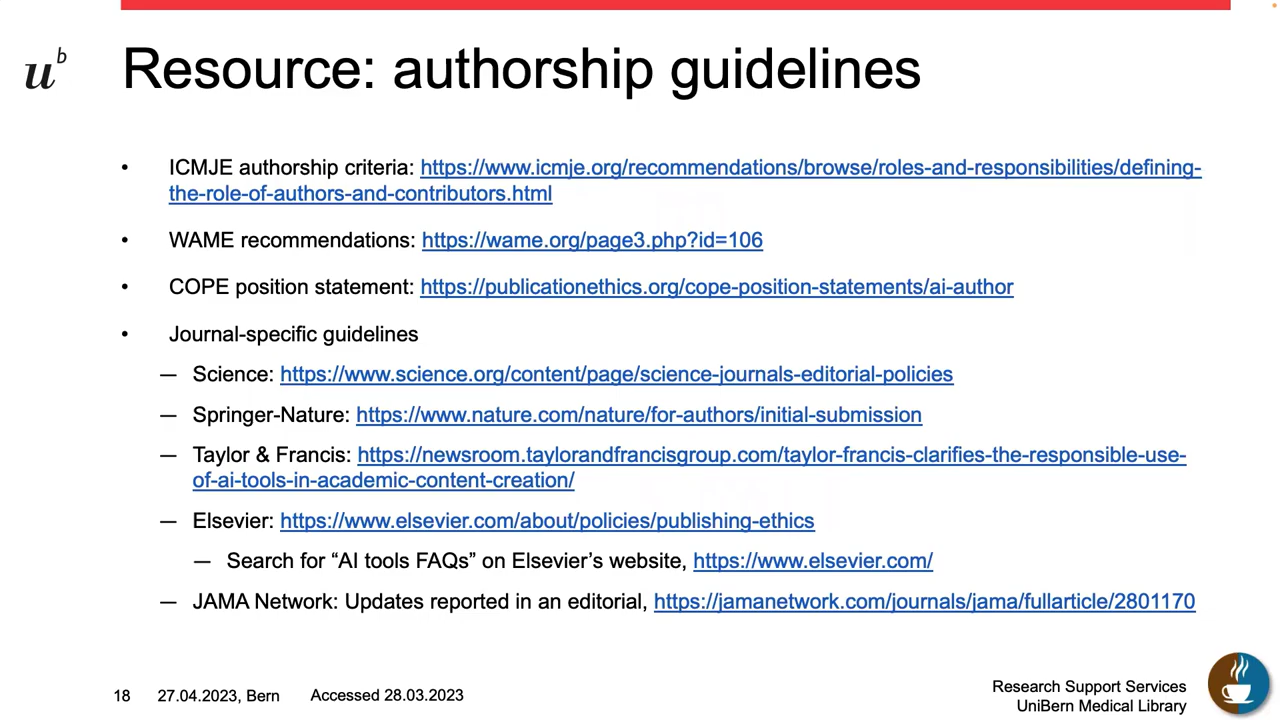 u^b
Resource: authorship guidelines
• ICMJE authorship criteria: https://www.icmje.org/recommendations/browse/roles-and-responsibilities/defining-
the-role-of-authors-and-contributors.html
• WAME recommendations: https://wame.org/page3.php?id=106
• COPE position statement: https://publicationethics.org/cope-position-statements/ai-author
• Journal-specific guidelines
— Science: https://www.science.org/content/page/science-journals-editorial-policies
— Springer-Nature: https://www.nature.com/nature/for-authors/initial-submission
— Taylor & Francis: https://newsroom.taylorandfrancisgroup.com/taylor-francis-clarifies-the-responsible-use-
of-ai-tools-in-academic-content-creation/
— Elsevier: https://www.elsevier.com/about/policies/publishing-ethics
— Search for “AI tools FAQs” on Elsevier’s website, https://www.elsevier.com/
— JAMA Network: Updates reported in an editorial, https://jamanetwork.com/journals/jama/fullarticle/2801170
18 27.04.2023, Bern Accessed 28.03.2023
Research Support Services
UniBern Medical Library